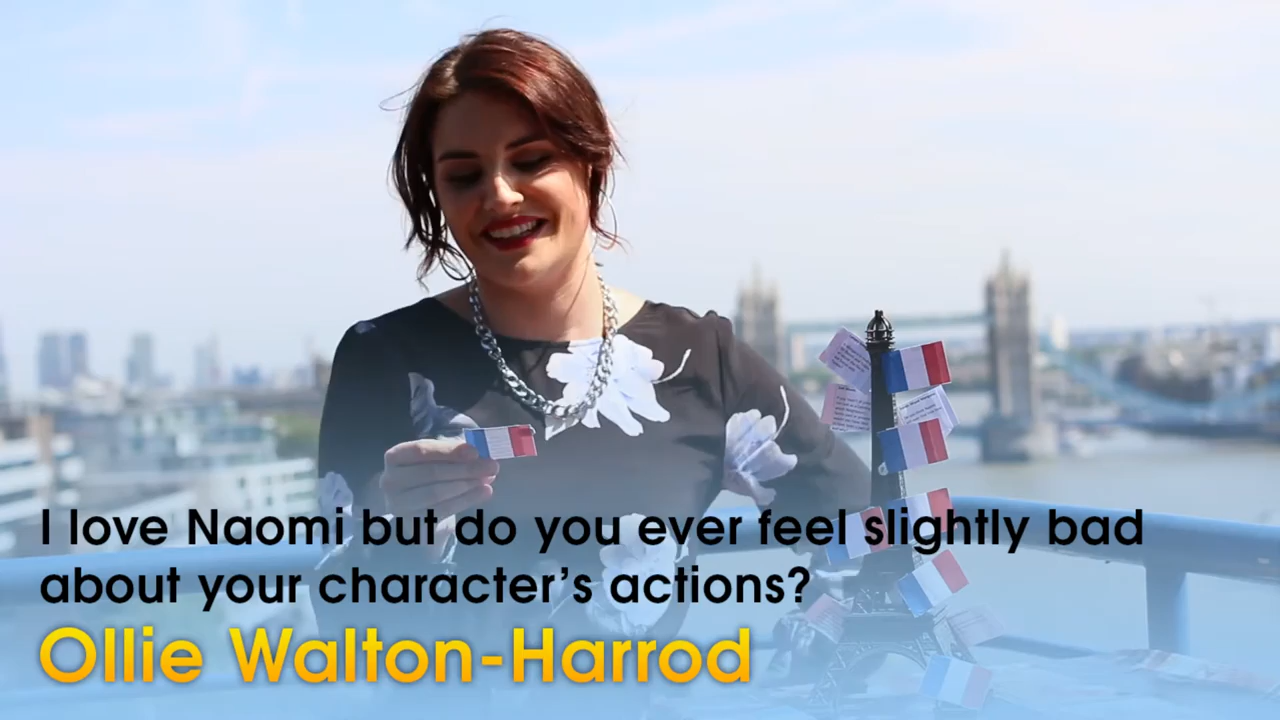 I love Naomi but do you ever feel slightly bad
about your character’s actions?
Ollie Walton-Harrod